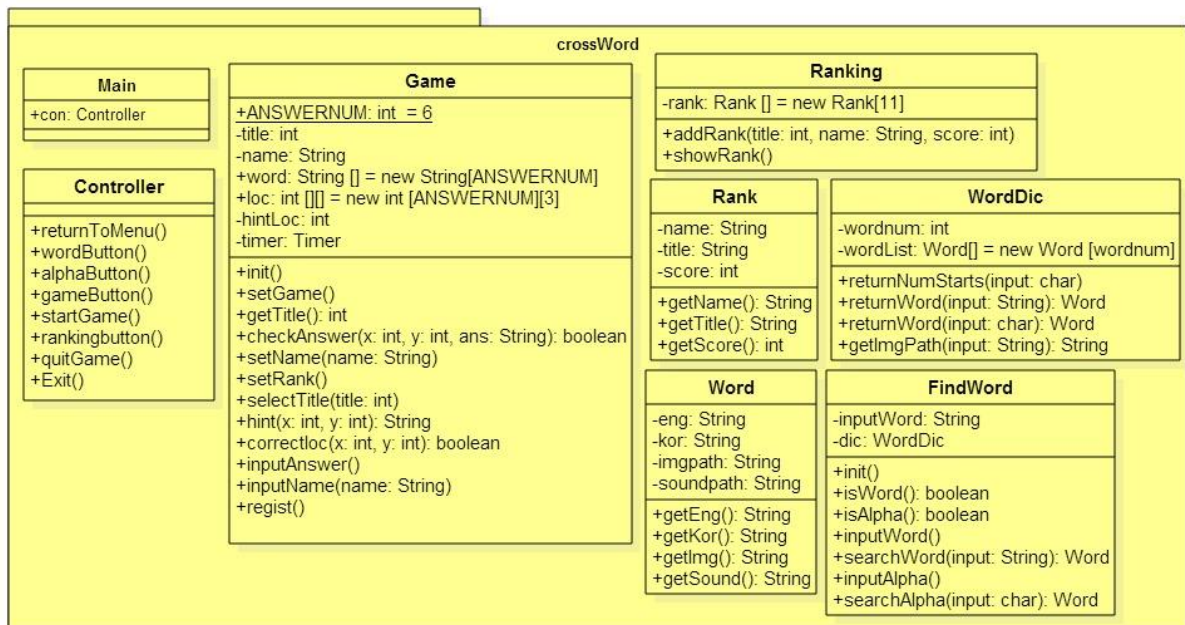 crossWord
Main
+con: Controller
Controller
+returnToMenu()
+wordButton()
+alphaButton()
+gameButton()
+startGame()
+rankingbutton()
+quitGame()
+Exit()
Game
+ANSWERNUM: int = 6
-title: int
-name: String
+word: String [] = new String[ANSWERNUM]
+loc: int [][] = new int [ANSWERNUM][3]
-hintLoc: int
-timer: Timer
+init()
+setGame()
+getTitle(): int
+checkAnswer(x: int, y: int, ans: String): boolean
+setName(name: String)
+setRank()
+selectTitle(title: int)
+hint(x: int, y: int): String
+correctloc(x: int, y: int): boolean
+inputAnswer()
+inputName(name: String)
+regist()
Ranking
-rank: Rank [] = new Rank[11]
+addRank(title: int, name: String, score: int)
+showRank()
Rank
-name: String
-title: String
-score: int
+getName(): String
+getTitle(): String
+getScore(): int
WordDic
-wordnum: int
-wordList: Word[] = new Word [wordnum]
+returnNumStarts(input: char)
+returnWord(input: String): Word
+returnWord(input: char): Word
+getImgPath(input: String): String
Word
-eng: String
-kor: String
-imgpath: String
-soundpath: String
+getEng(): String
+getKor(): String
+getImg(): String
+getSound(): String
FindWord
-inputWord: String
-dic: WordDic
+init()
+isWord(): boolean
+isAlpha(): boolean
+inputWord()
+searchWord(input: String): Word
+inputAlpha()
+searchAlpha(input: char): Word